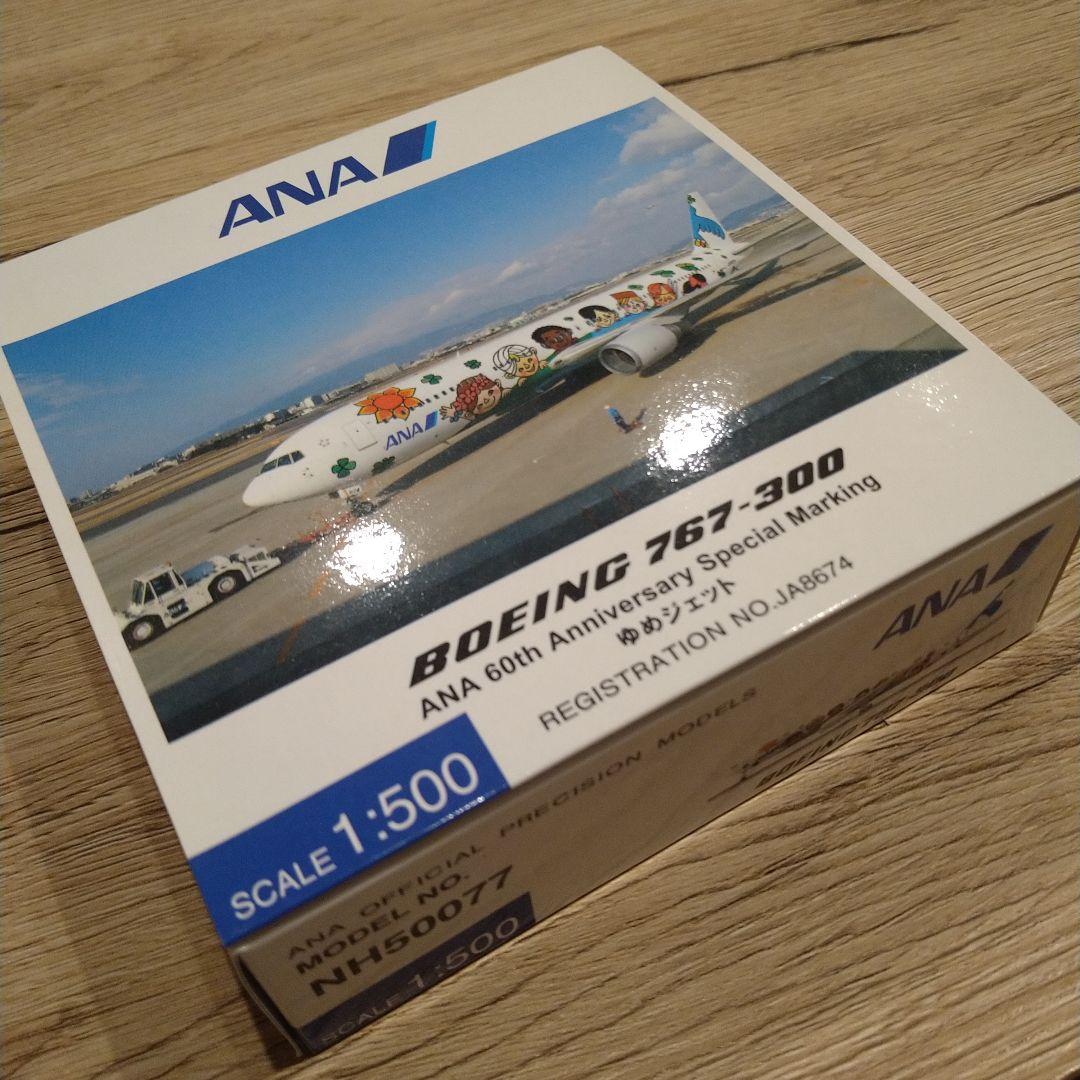 ANA
ANA
BOEING 767-300
ANA 60th Anniversary Special Marking
ゆめジェット
REGISTRATION NO.JA8674
SCALE 1:500
ANA
ANA OFFICIAL PRECISION MODELS
MODEL NO.
NH50077
SCALE 1:500